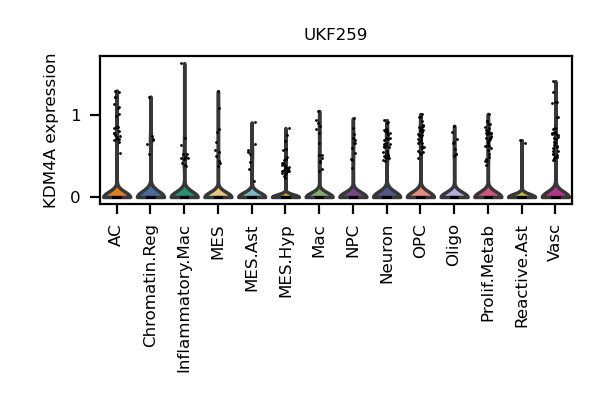 UKF259
KDM4A expression
1
0
AC
Chromatin.Reg
Inflammatory.Mac
MES
MES.Ast
MES.Hyp
Mac
NPC
Neuron
OPC
Oligo
Prolif.Metab
Reactive.Ast
Vasc